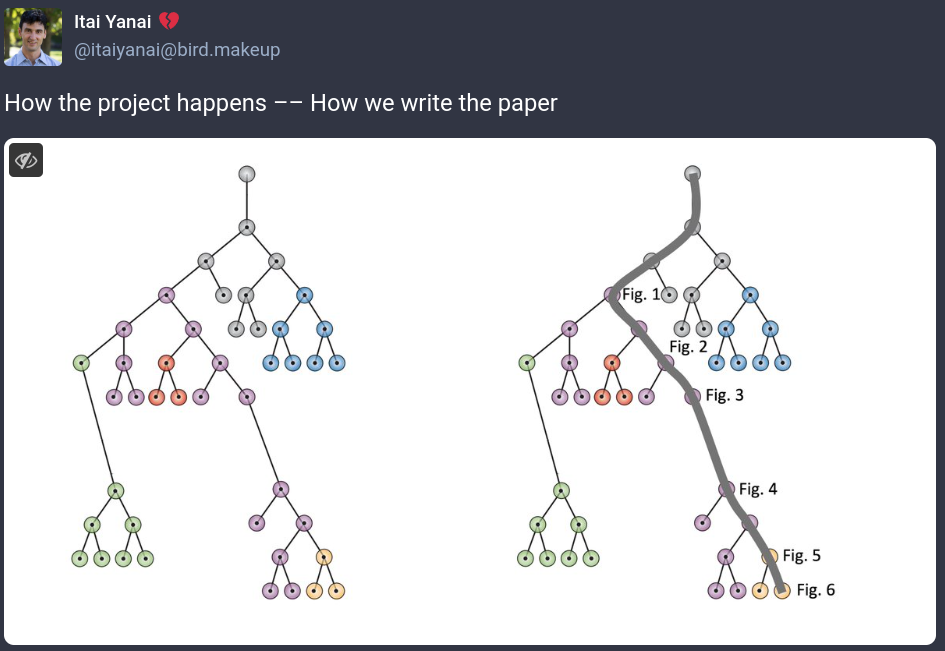 Itai Yanai 💔
@itaiyanai@bird.makeup
How the project happens –– How we write the paper
Fig. 1
Fig. 2
Fig. 3
Fig. 4
Fig. 5
Fig. 6